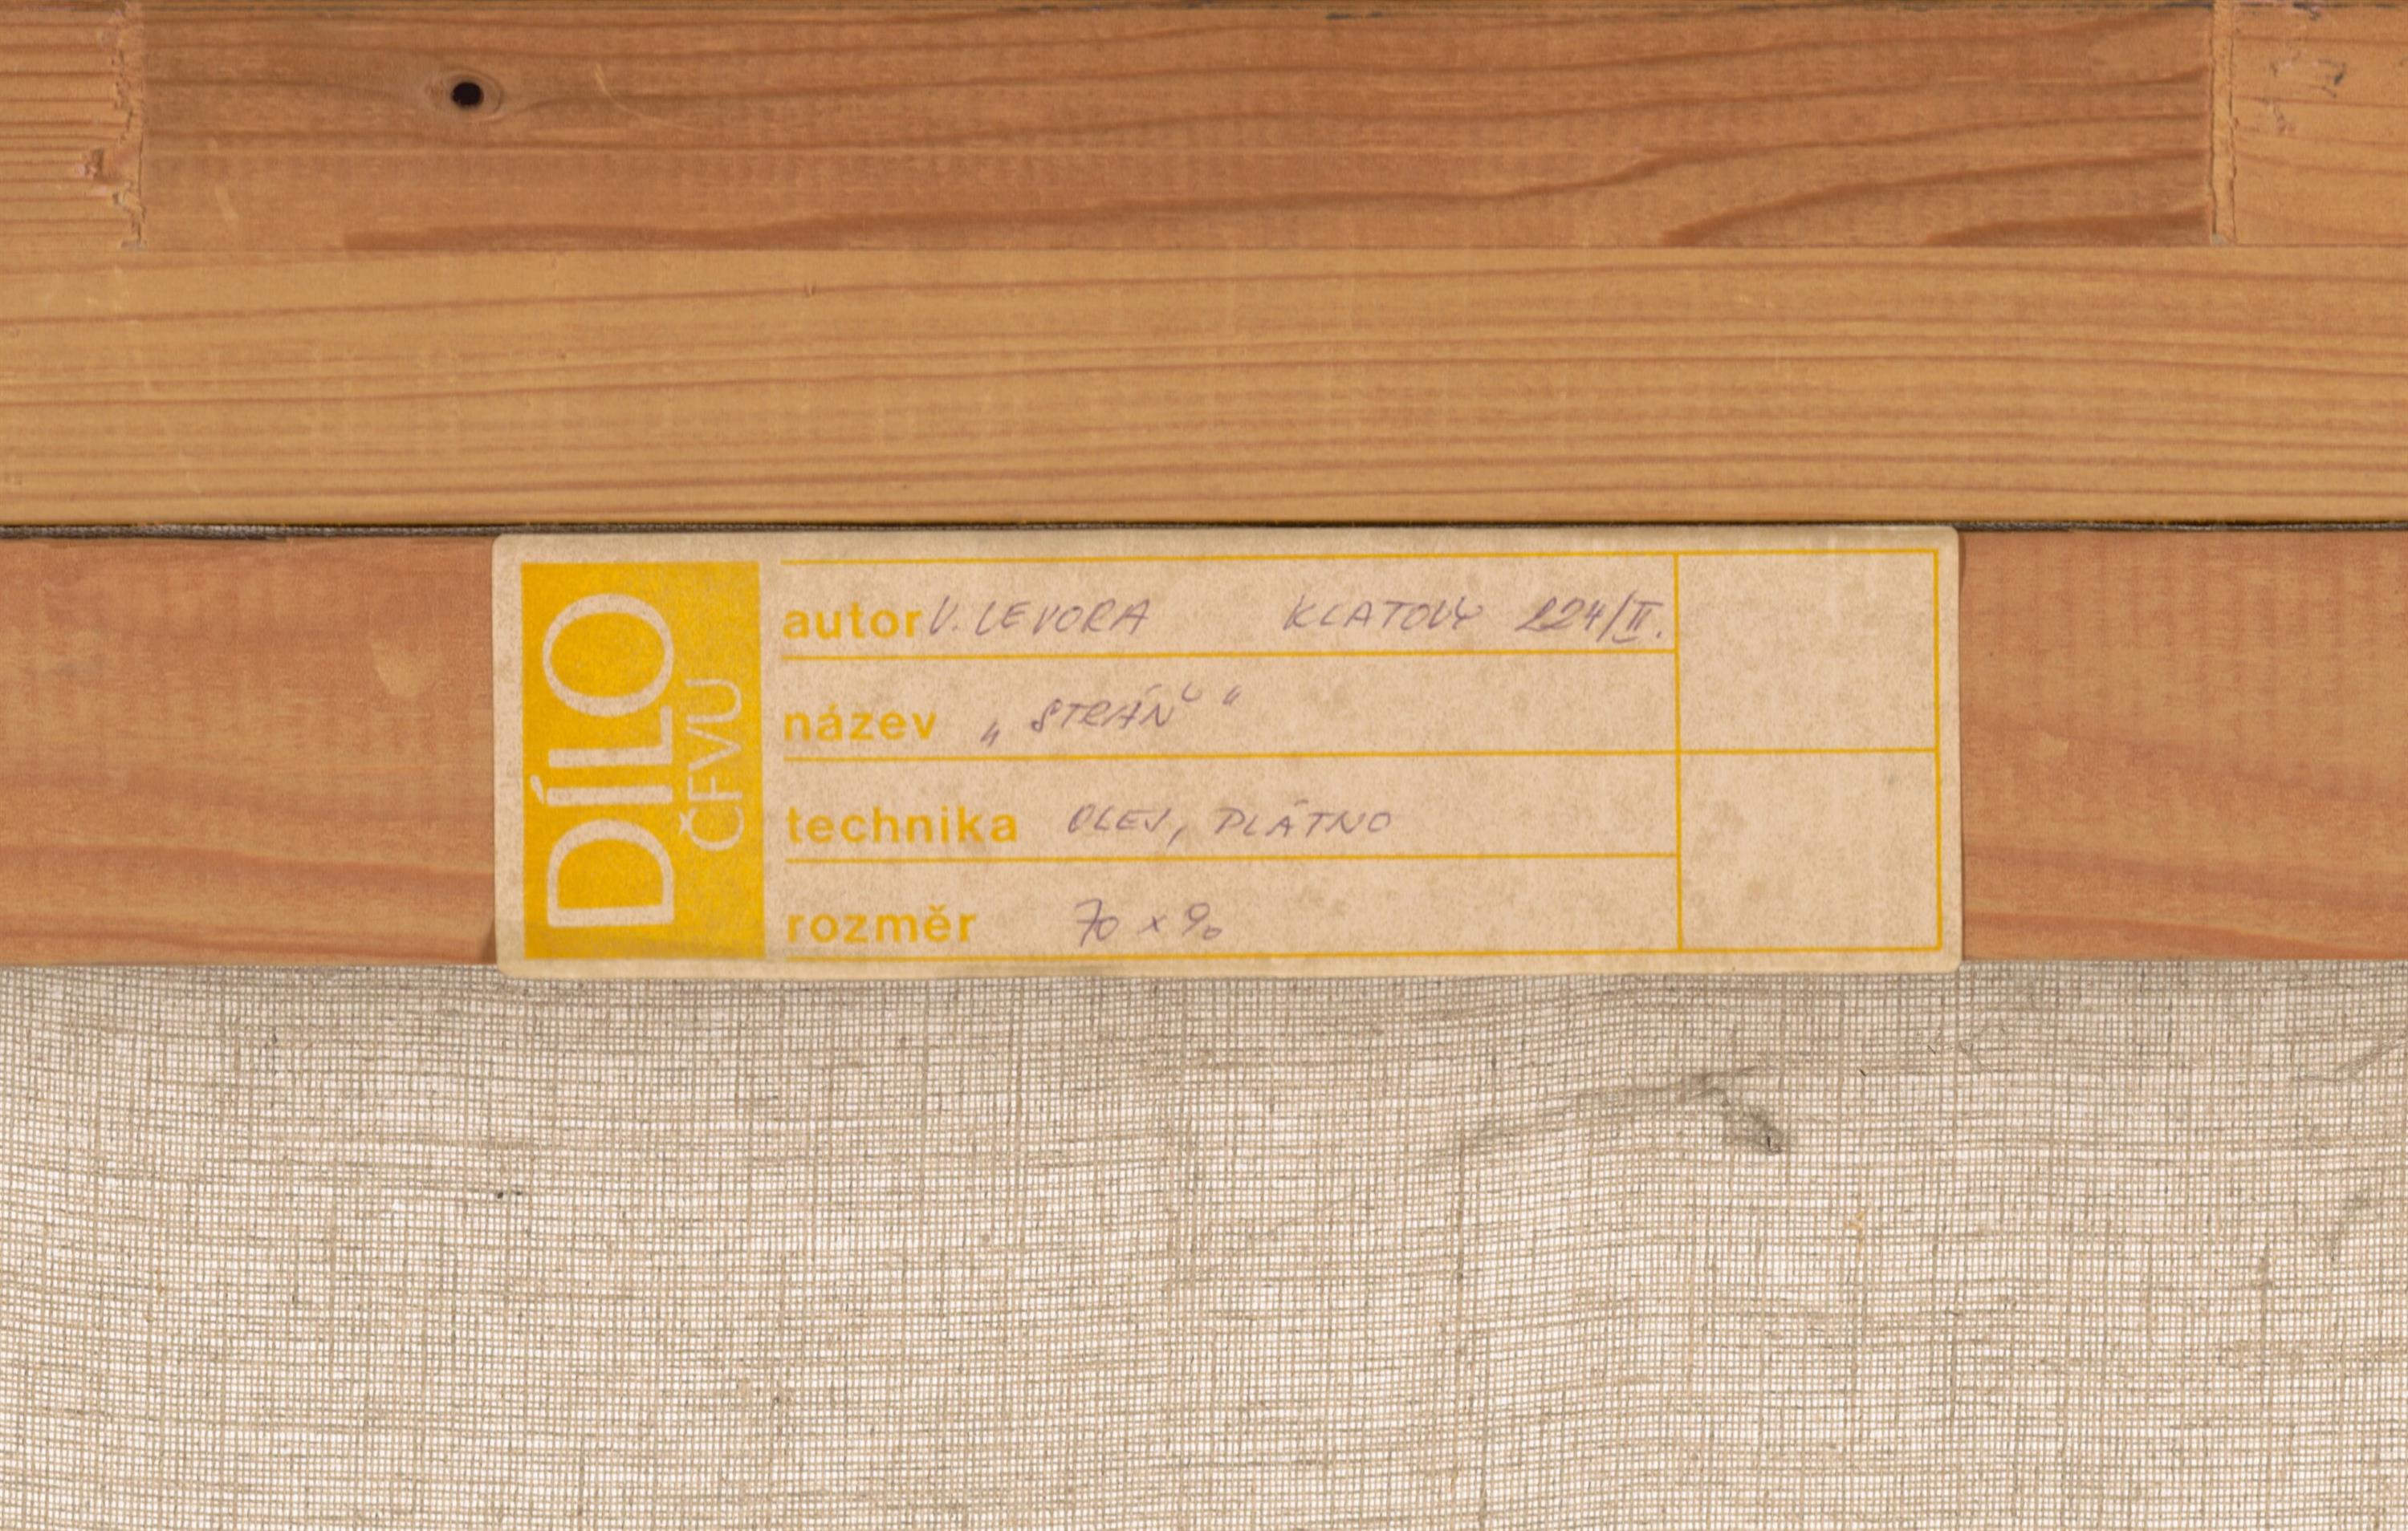 DÍLO
ČFVU
autor V. LEVORA KLATOVY 224/II.
název „STRÁŇ“
technika OLEJ, PLÁTNO
rozměr 70 x 90